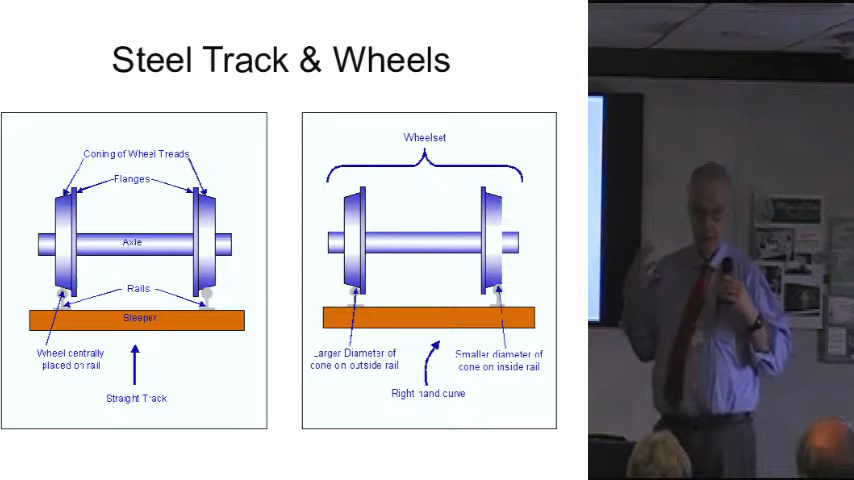 Steel Track & Wheels
Coning of Wheel Treads
Flanges
Axle
Rails
Sleeper
Wheel centrally
placed on rail
Straight Track
Wheelset
Larger Diameter of
cone on outside rail
Smaller diameter of
cone on inside rail
Right hand curve